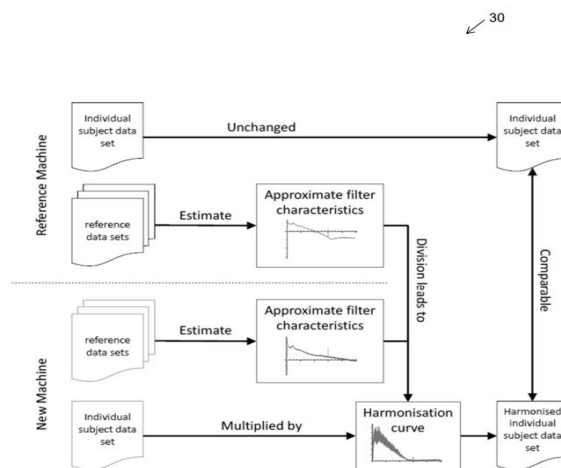 30
Reference Machine
Individual
subject data
set
Unchanged
Individual
subject data
set
reference
data sets
Estimate
Approximate filter
characteristics
Division leads to
Comparable
New Machine
reference
data sets
Estimate
Approximate filter
characteristics
Individual
subject data
set
Multiplied by
Harmonisation
curve
Harmonised
individual
subject data
set